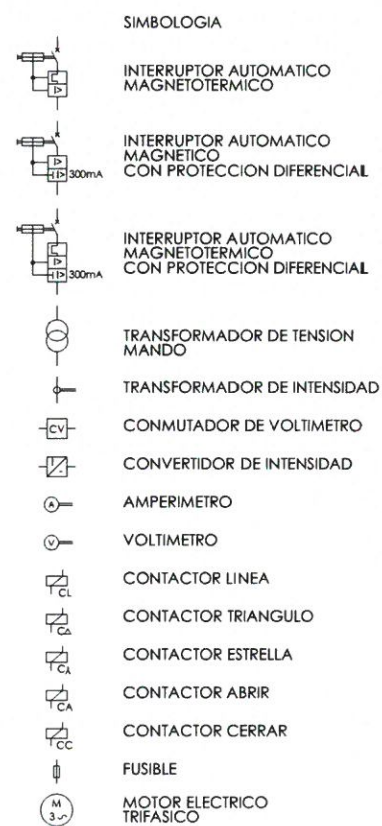 SIMBOLOGIA
INTERRUPTOR AUTOMATICO
MAGNETOTERMICO
I>
INTERRUPTOR AUTOMATICO
MAGNETICO
CON PROTECCION DIFERENCIAL
I>
I>
300mA
INTERRUPTOR AUTOMATICO
MAGNETOTERMICO
CON PROTECCION DIFERENCIAL
I>
I>
300mA
TRANSFORMADOR DE TENSION
MANDO
TRANSFORMADOR DE INTENSIDAD
CV
CONMUTADOR DE VOLTIMETRO
CONVERTIDOR DE INTENSIDAD
A
AMPERIMETRO
V
VOLTIMETRO
CL
CONTACTOR LINEA
C△
CONTACTOR TRIANGULO
C⅄
CONTACTOR ESTRELLA
CA
CONTACTOR ABRIR
CC
CONTACTOR CERRAR
FUSIBLE
M
3~
MOTOR ELECTRICO
TRIFASICO